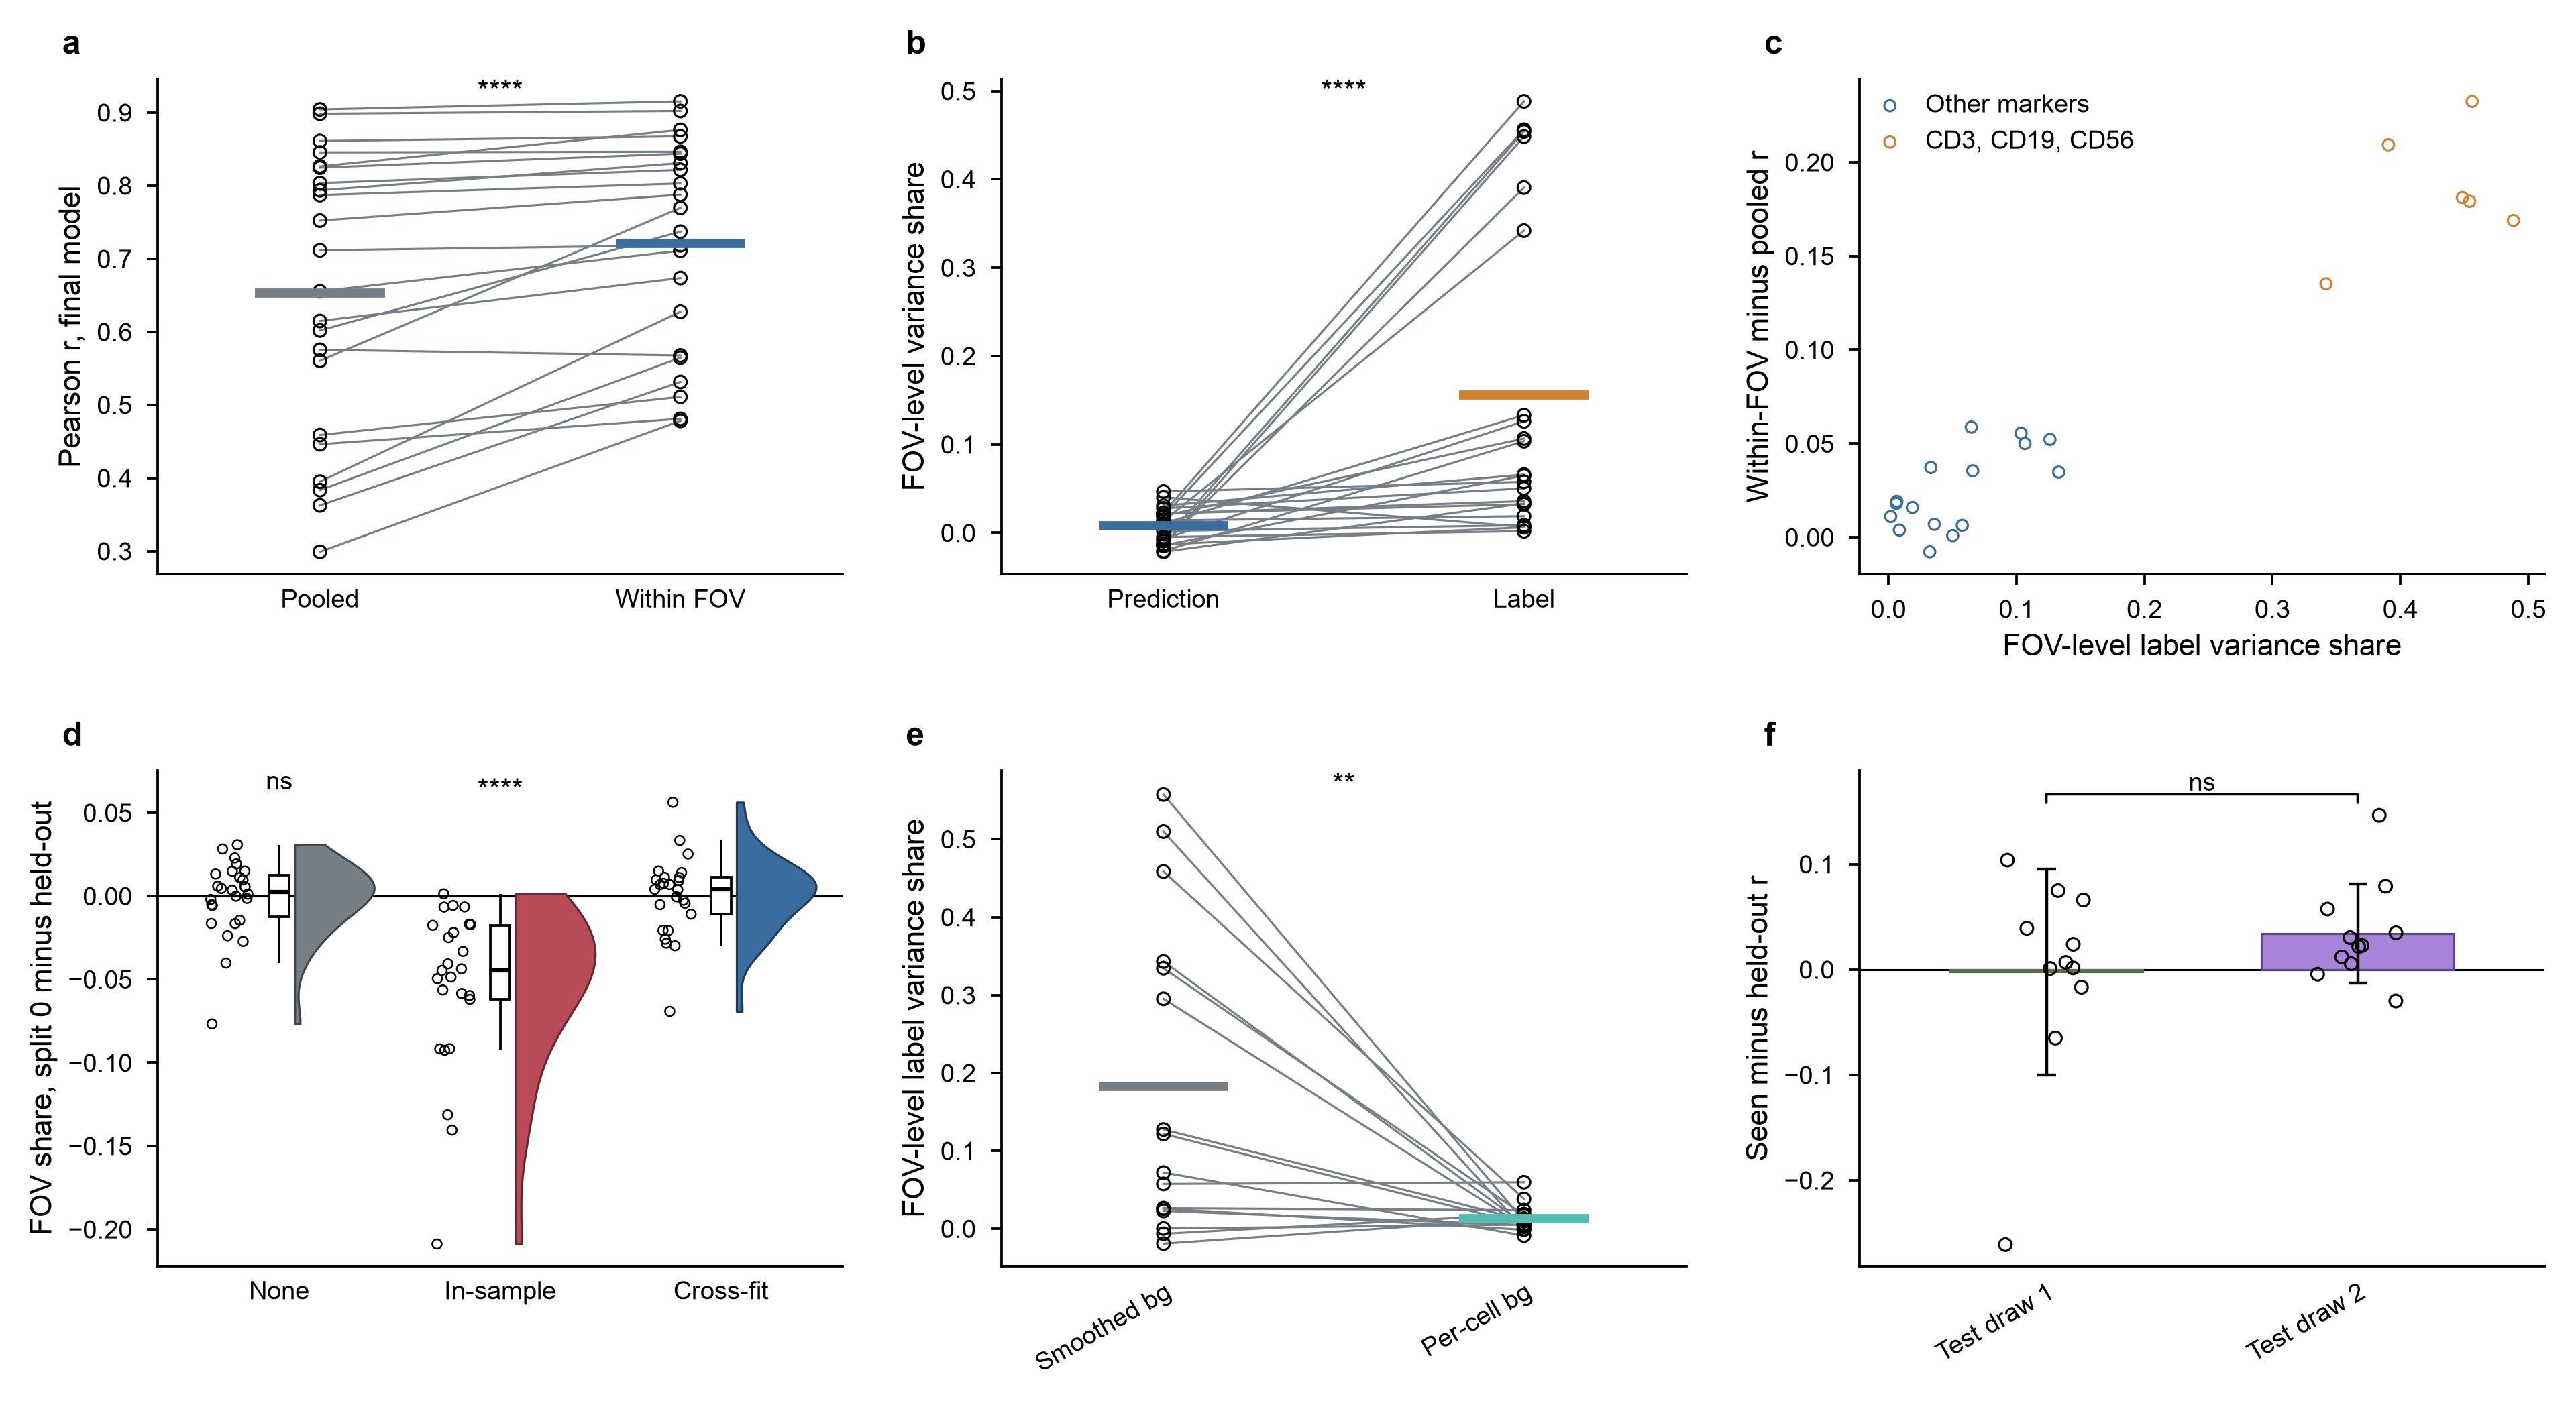 a
****
Pearson r, final model
0.9
0.8
0.7
0.6
0.5
0.4
0.3
Pooled
Within FOV
b
****
FOV-level variance share
0.5
0.4
0.3
0.2
0.1
0.0
Prediction
Label
c
Other markers
CD3, CD19, CD56
Within-FOV minus pooled r
0.20
0.15
0.10
0.05
0.00
0.0
0.1
0.2
0.3
0.4
0.5
FOV-level label variance share
d
ns
****
FOV share, split 0 minus held-out
0.05
0.00
−0.05
−0.10
−0.15
−0.20
None
In-sample
Cross-fit
e
**
FOV-level label variance share
0.5
0.4
0.3
0.2
0.1
0.0
Smoothed bg
Per-cell bg
f
ns
Seen minus held-out r
0.1
0.0
−0.1
−0.2
Test draw 1
Test draw 2